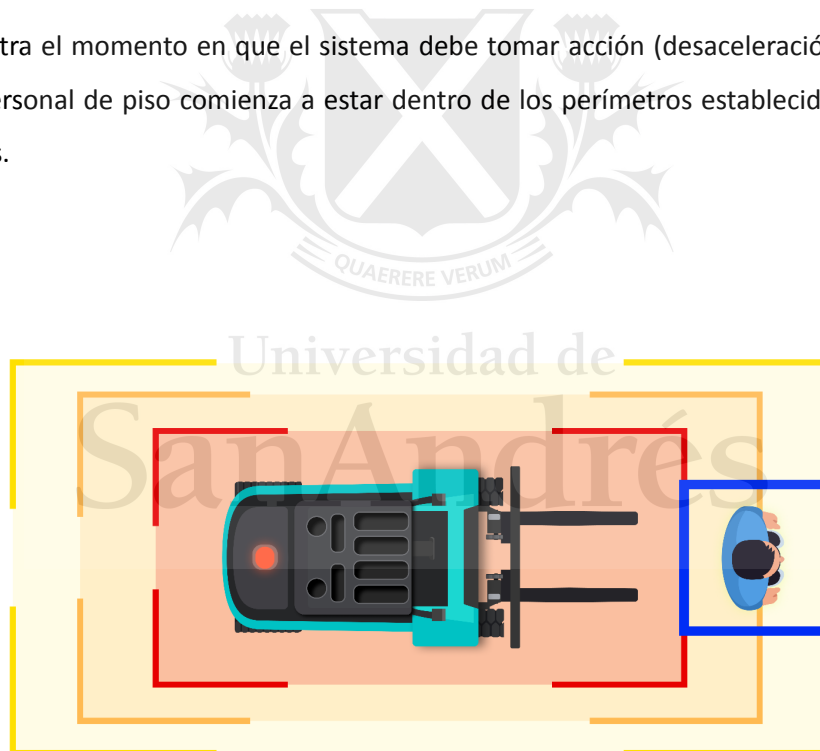 tra el momento en que el sistema debe tomar acción (desaceleració
ersonal de piso comienza a estar dentro de los perímetros establecid
s.
QUAERERE VERUM
Universidad de
SanAndrés